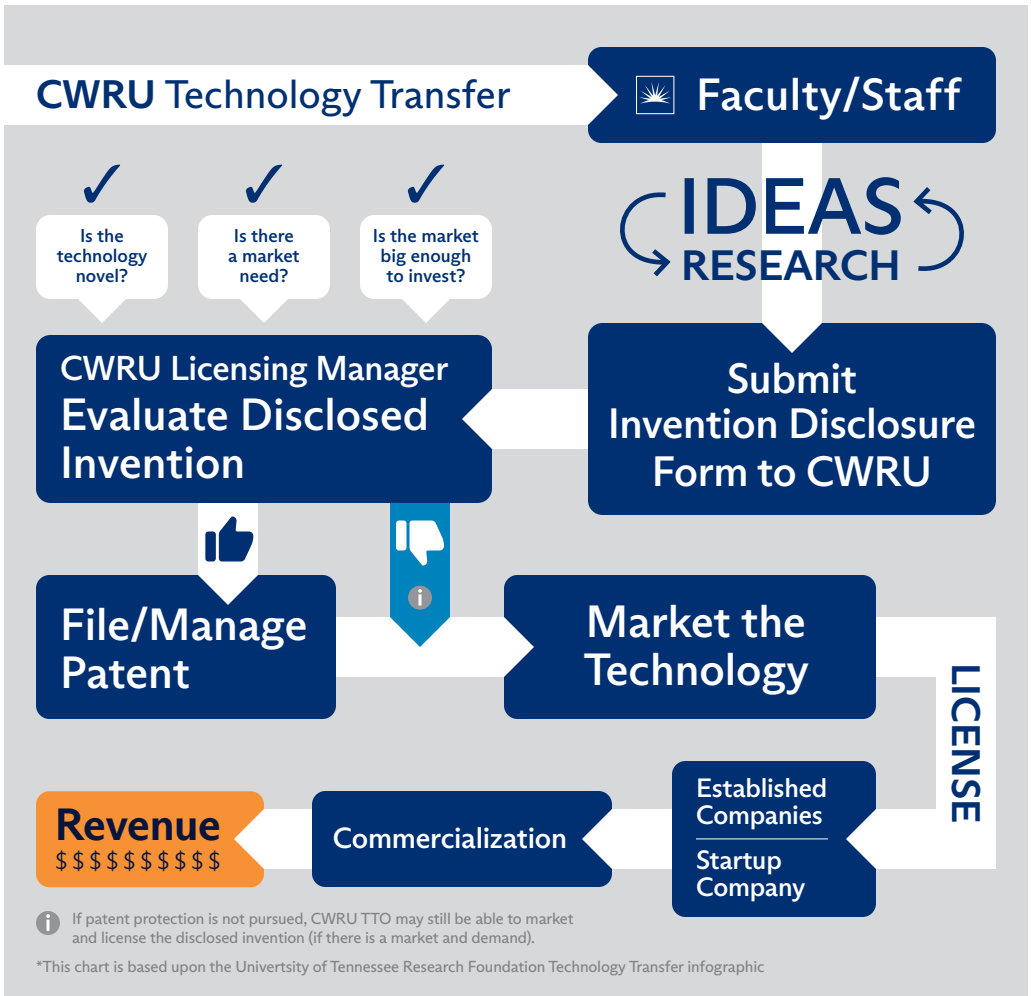 CWRU Technology Transfer
Faculty/Staff
IDEAS
RESEARCH
Is the
technology
novel?
Is there
a market
need?
Is the market
big enough
to invest?
CWRU Licensing Manager
Evaluate Disclosed
Invention
Submit
Invention Disclosure
Form to CWRU
i
File/Manage
Patent
Market the
Technology
LICENSE
Established
Companies
Startup
Company
Commercialization
Revenue
$$$$$$$$$$
i
If patent protection is not pursued, CWRU TTO may still be able to market
and license the disclosed invention (if there is a market and demand).
*This chart is based upon the Univertsity of Tennessee Research Foundation Technology Transfer infographic